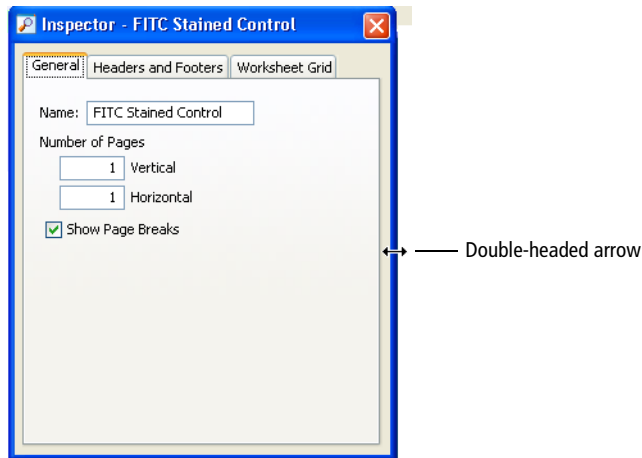 Inspector - FITC Stained Control
General Headers and Footers Worksheet Grid
Name: FITC Stained Control
Number of Pages
1 Vertical
1 Horizontal
Show Page Breaks
Double-headed arrow